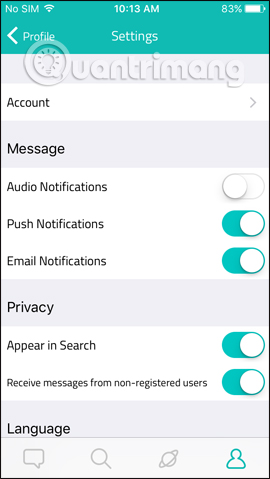 No SIM 10:13 AM 83%
Profile Settings
Quantrimang
Account
Message
Audio Notifications
Push Notifications
Email Notifications
Privacy
Appear in Search
Receive messages from non-registered users
Language